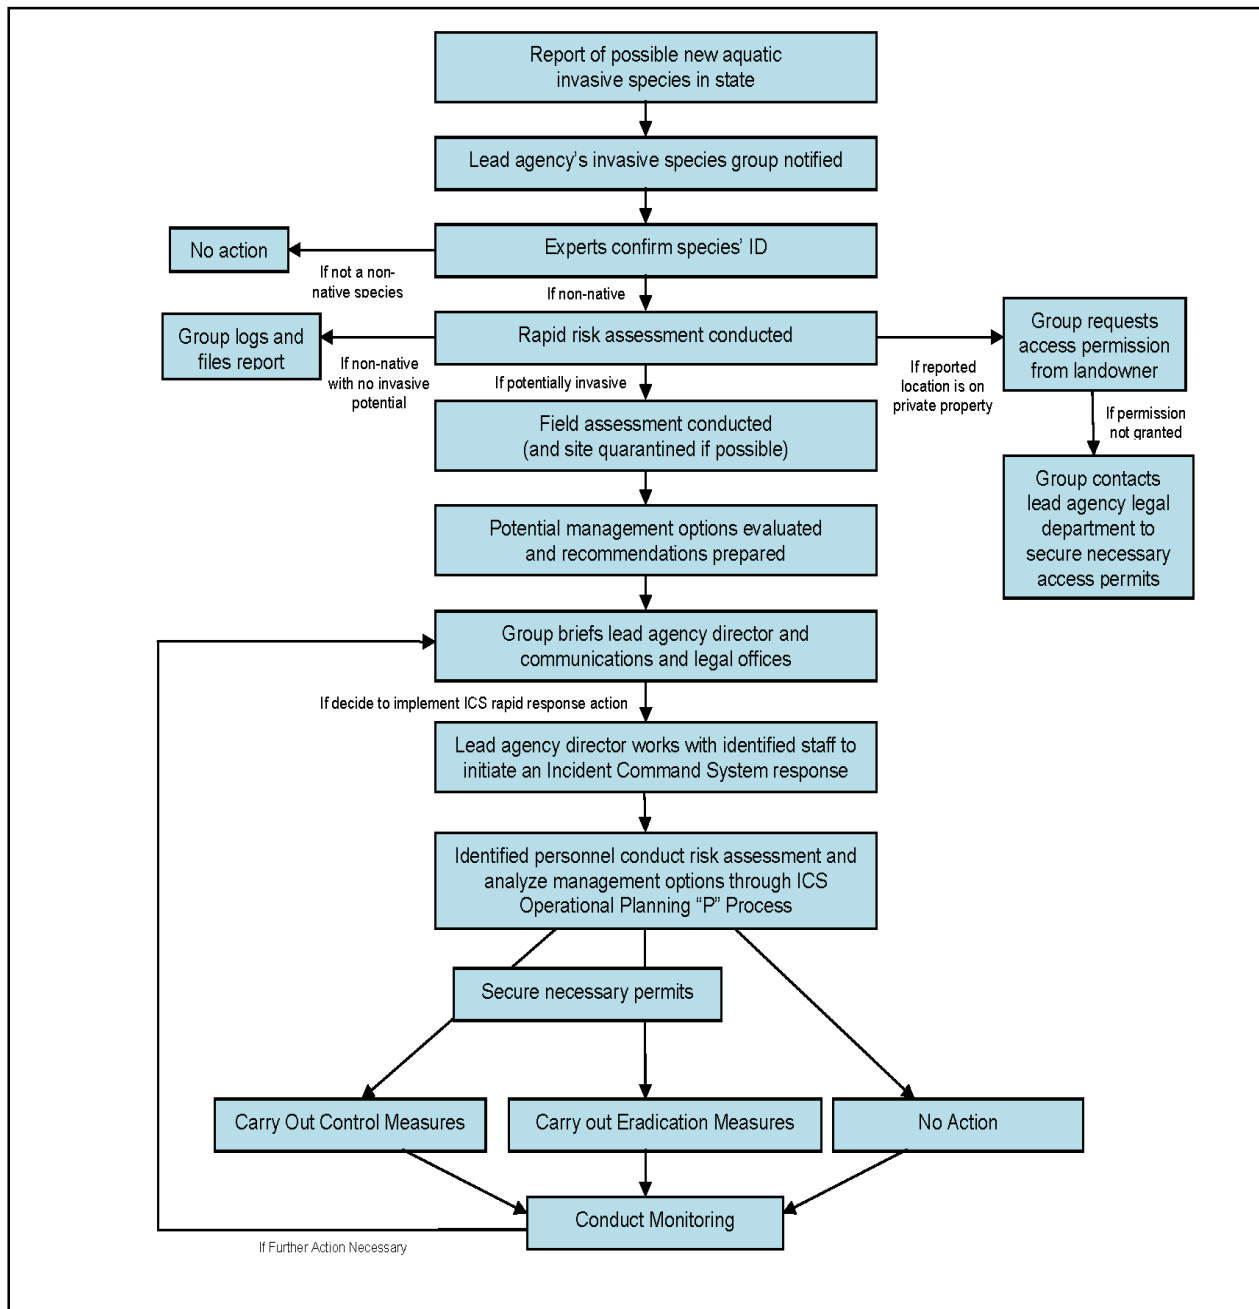 Report of possible new aquatic
invasive species in state
Lead agency’s invasive species group notified
Experts confirm species’ ID
No action
If not a non-
native species
If non-native
Rapid risk assessment conducted
Group logs and
files report
If non-native
with no invasive
potential
If potentially invasive
If reported
location is on
private property
Group requests
access permission
from landowner
If permission
not granted
Group contacts
lead agency legal
department to
secure necessary
access permits
Field assessment conducted
(and site quarantined if possible)
Potential management options evaluated
and recommendations prepared
Group briefs lead agency director and
communications and legal offices
If decide to implement ICS rapid response action
Lead agency director works with identified staff to
initiate an Incident Command System response
Identified personnel conduct risk assessment and
analyze management options through ICS
Operational Planning “P” Process
Secure necessary permits
Carry Out Control Measures
Carry out Eradication Measures
No Action
Conduct Monitoring
If Further Action Necessary